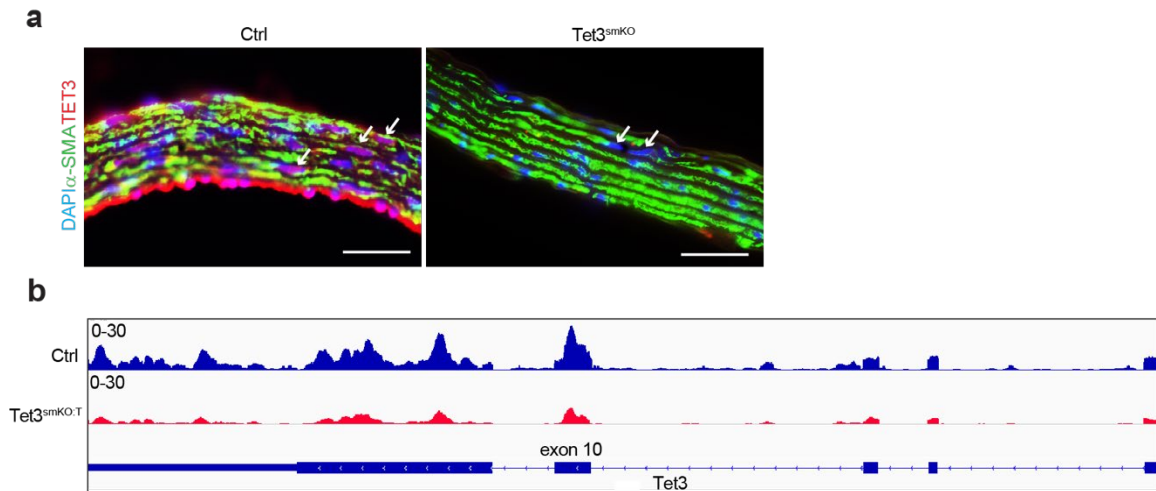 a
Ctrl
Tet3smKO
DAPIα-SMATET3
b
0-30
Ctrl
0-30
Tet3smKO:T
exon 10
Tet3